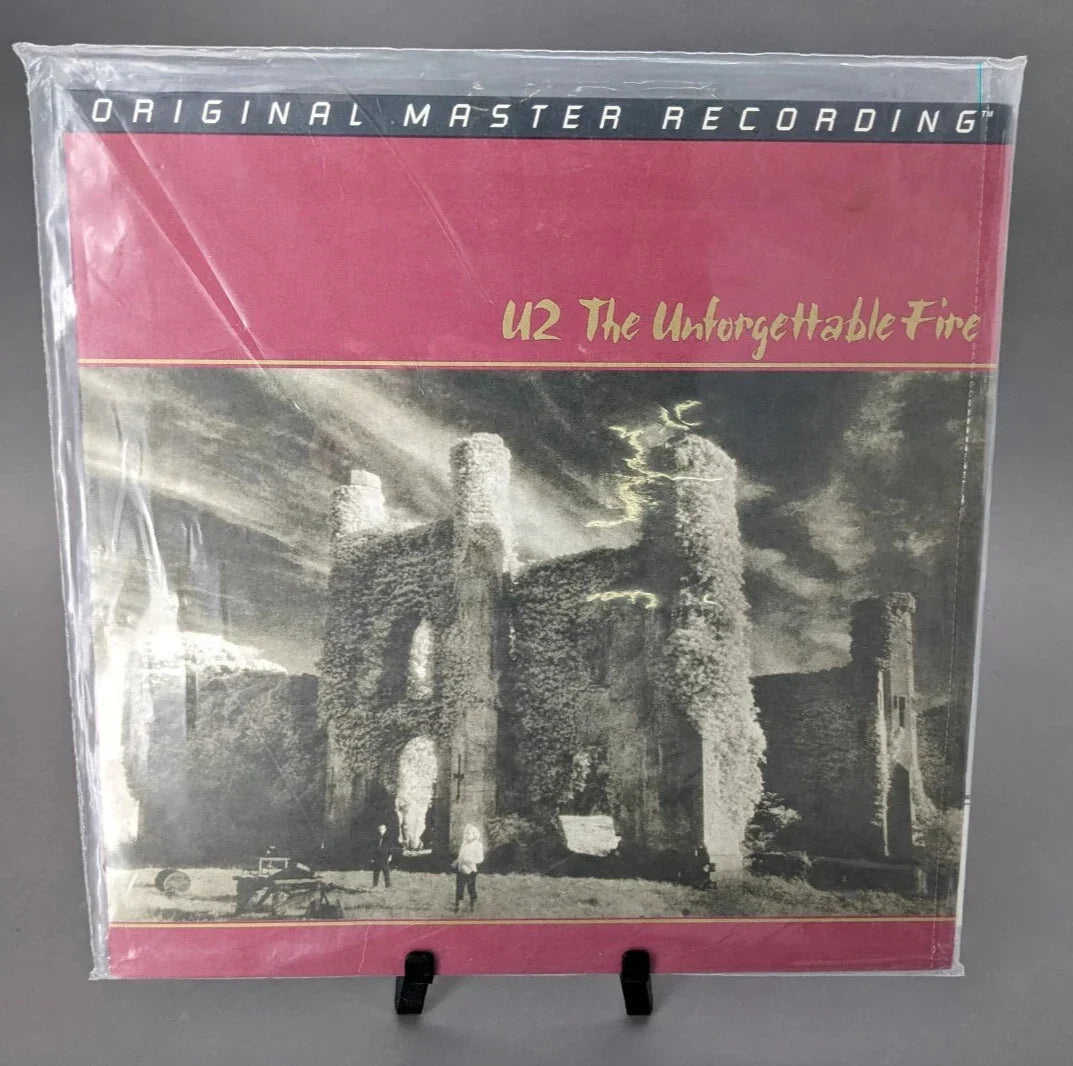 ORIGINAL MASTER RECORDING™
U2 The Unforgettable Fire